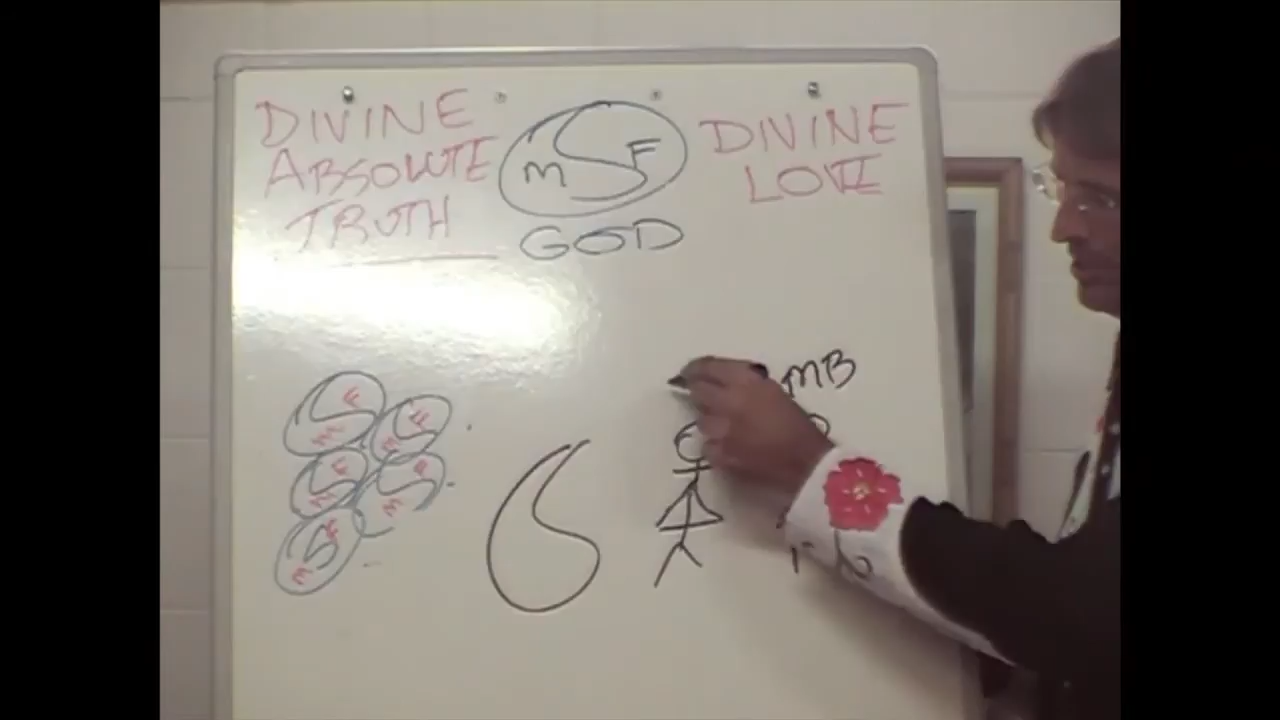 DIVINE
ABSOLUTE
TRUTH
M S F
GOD
DIVINE
LOVE
M F
M F
M F
M F
M F
MB